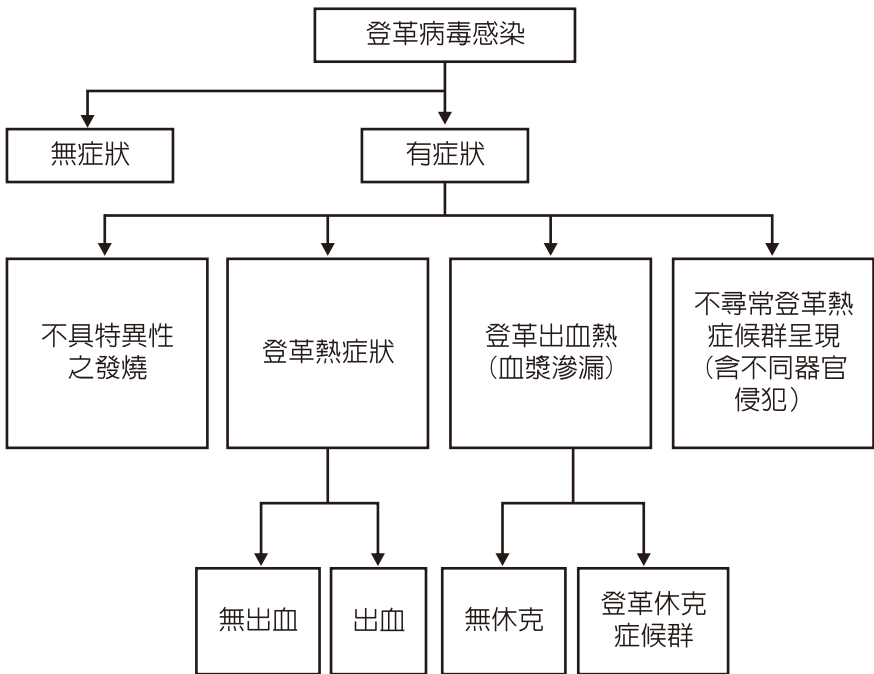 登革病毒感染
無症狀
有症狀
不具特異性
之發燒
登革熱症狀
登革出血熱
(血漿滲漏)
不尋常登革熱
症候群呈現
(含不同器官
侵犯)
無出血
出血
無休克
登革休克
症候群